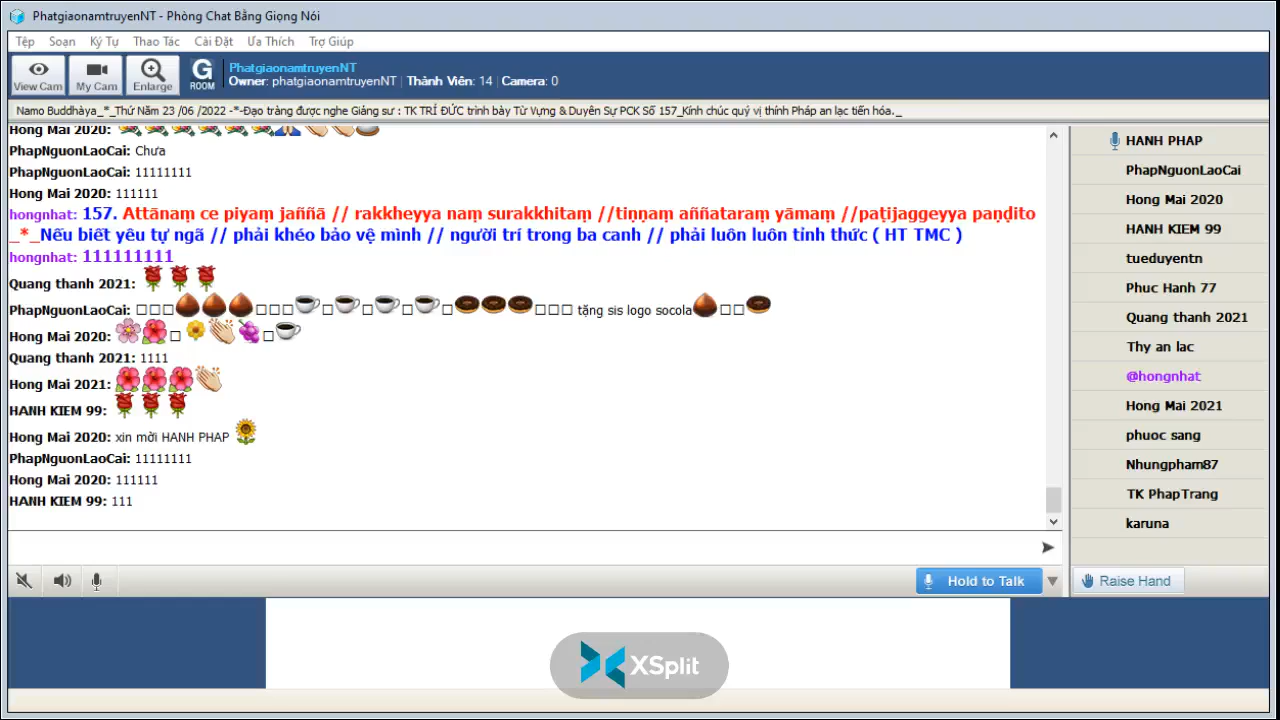 PhatgiaonamtruyenNT - Phòng Chat Bằng Giọng Nói
Tệp Soạn Ký Tự Thao Tác Cài Đặt Ưa Thích Trợ Giúp
View Cam My Cam Enlarge G ROOM
PhatgiaonamtruyenNT
Owner: phatgiaonamtruyenNT | Thành Viên: 14 | Camera: 0
Namo Buddhàya_*_Thứ Năm 23 /06 /2022 -*-Đạo tràng được nghe Giảng sư : TK TRÍ ĐỨC trình bày Từ Vựng & Duyên Sự PCK Số 157_Kính chúc quý vị thính Pháp an lạc tiến hóa._
Hong Mai 2020:
PhapNguonLaoCai: Chưa
PhapNguonLaoCai: 11111111
Hong Mai 2020: 111111
hongnhat: 157. Attānaṃ ce piyaṃ jaññā // rakkheyya naṃ surakkhitaṃ //tiṇṇaṃ aññataraṃ yāmaṃ //paṭijaggeyya paṇḍito
_*_Nếu biết yêu tự ngã // phải khéo bảo vệ mình // người trí trong ba canh // phải luôn luôn tỉnh thức ( HT TMC )
hongnhat: 111111111
Quang thanh 2021:
PhapNguonLaoCai: tặng sis logo socola
Hong Mai 2020:
Quang thanh 2021: 1111
Hong Mai 2021:
HANH KIEM 99:
Hong Mai 2020: xin mời HANH PHAP
PhapNguonLaoCai: 11111111
Hong Mai 2020: 111111
HANH KIEM 99: 111
HANH PHAP
PhapNguonLaoCai
Hong Mai 2020
HANH KIEM 99
tueduyentn
Phuc Hanh 77
Quang thanh 2021
Thy an lac
@hongnhat
Hong Mai 2021
phuoc sang
Nhungpham87
TK PhapTrang
karuna
Hold to Talk
Raise Hand
XSplit